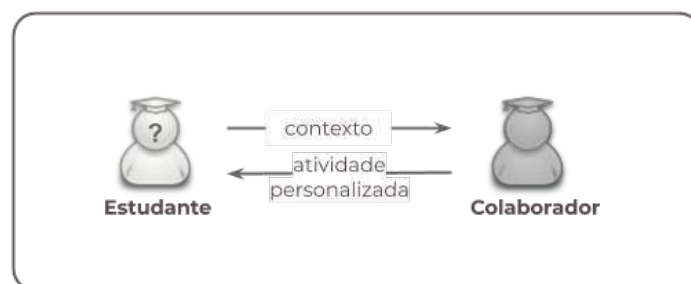 ?
contexto
atividade
personalizada
Estudante
Colaborador